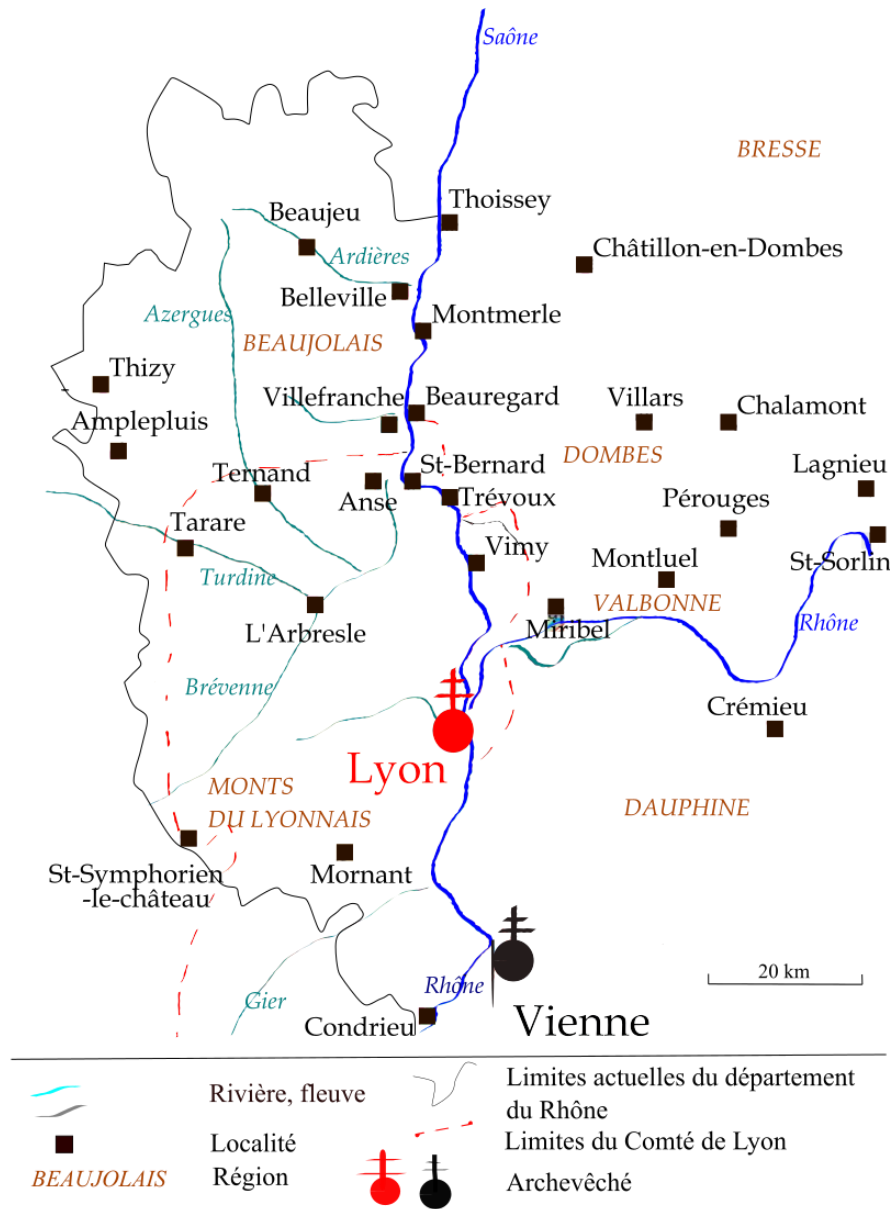 Saône
BRESSE
Thoissey
Beaujeu
Châtillon-en-Dombes
Ardières
Belleville
Azergues
Montmerle
BEAUJOLAIS
Thizy
Villefranche
Beauregard
Villars
Chalamont
Amplepluis
DOMBES
Ternand
St-Bernard
Lagnieu
Anse
Trévoux
Pérouges
Tarare
Vimy
Montluel
St-Sorlin
Turdine
VALBONNE
L'Arbresle
Miribel
Rhône
Brévenne
Crémieu
Lyon
MONTS
DU LYONNAIS
DAUPHINE
St-Symphorien
-le-château
Mornant
Gier
Rhône
20 km
Condrieu
Vienne
Rivière, fleuve
Limites actuelles du département
du Rhône
Localité
Limites du Comté de Lyon
BEAUJOLAIS
Région
Archevêché